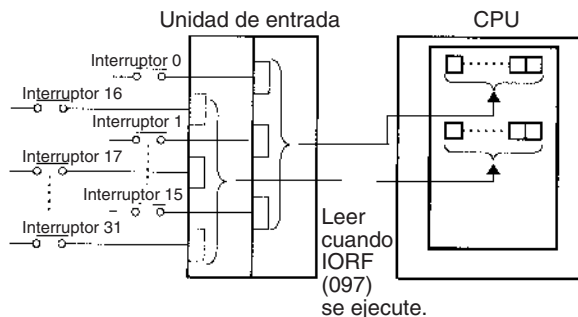 Unidad de entrada
CPU
Interruptor 0
Interruptor 16
Interruptor 1
Interruptor 17
Interruptor 15
Interruptor 31
Leer
cuando
IORF
(097)
se ejecute.